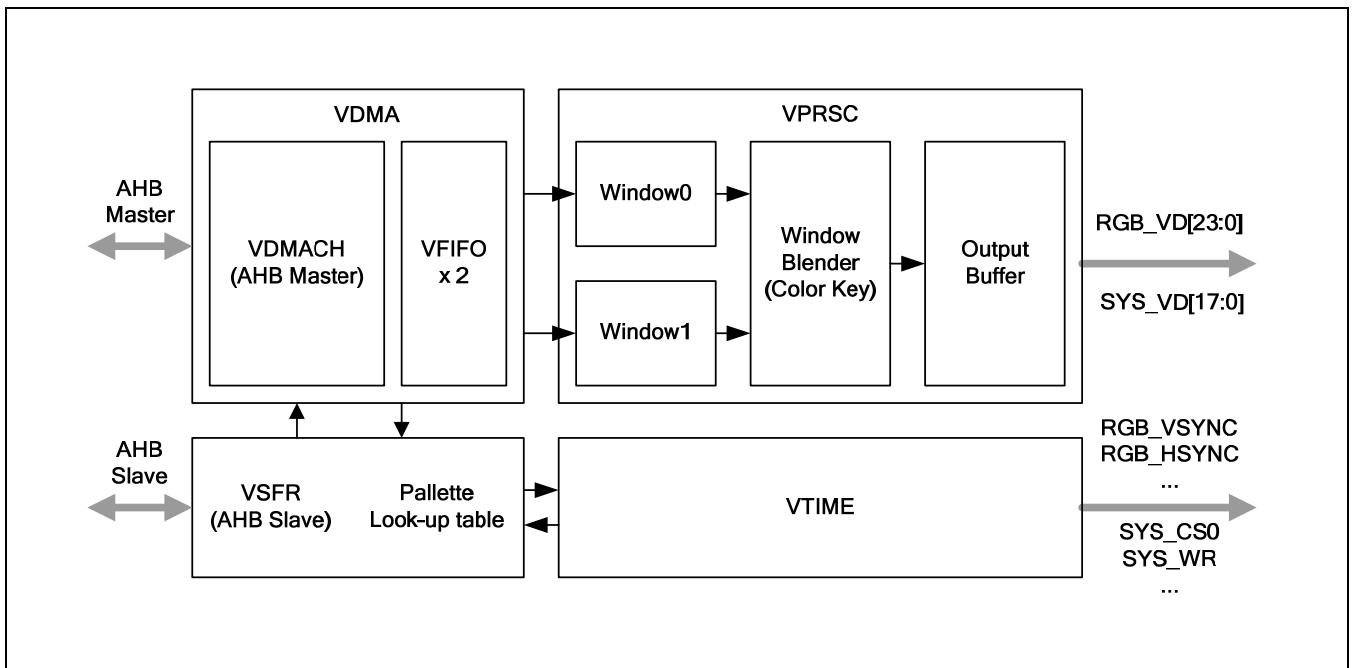 VDMA
VPRSC
AHB
Master
VDMACH
(AHB Master)
VFIFO
x 2
Window0
Window1
Window
Blender
(Color Key)
Output
Buffer
RGB_VD[23:0]
SYS_VD[17:0]
AHB
Slave
VSFR
(AHB Slave)
Pallette
Look-up table
VTIME
RGB_VSYNC
RGB_HSYNC
...
SYS_CS0
SYS_WR
...